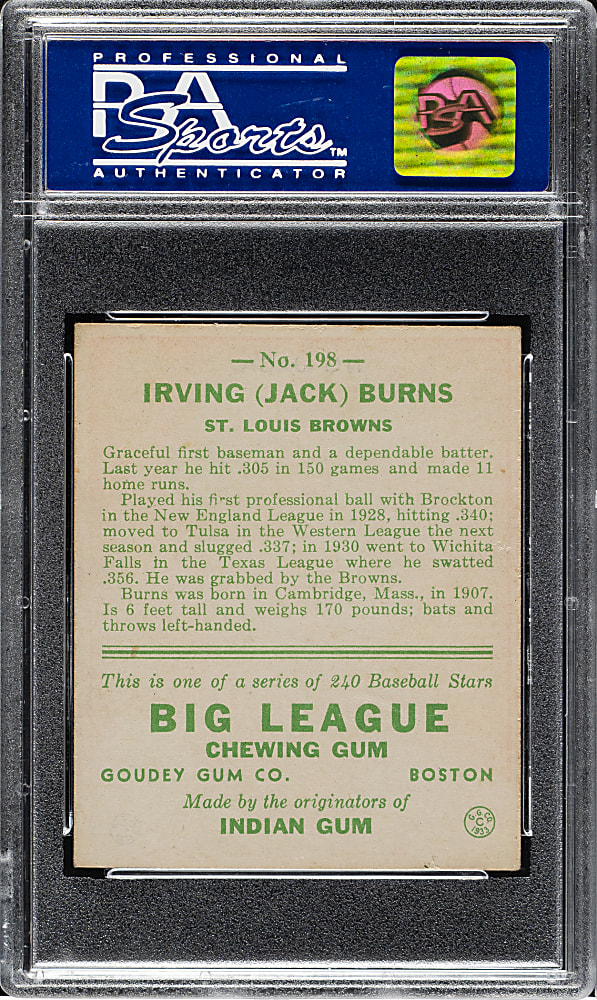 PROFESSIONAL
PSA
Sports™
AUTHENTICATOR
PSA
— No. 198 —
IRVING (JACK) BURNS
ST. LOUIS BROWNS
Graceful first baseman and a dependable batter.
Last year he hit .305 in 150 games and made 11
home runs.
Played his first professional ball with Brockton
in the New England League in 1928, hitting .340;
moved to Tulsa in the Western League the next
season and slugged .337; in 1930 went to Wichita
Falls in the Texas League where he swatted
.356. He was grabbed by the Browns.
Burns was born in Cambridge, Mass., in 1907.
Is 6 feet tall and weighs 170 pounds; bats and
throws left-handed.
This is one of a series of 240 Baseball Stars
BIG LEAGUE
CHEWING GUM
GOUDEY GUM CO. BOSTON
Made by the originators of
INDIAN GUM
G. G. CO.
C
1933